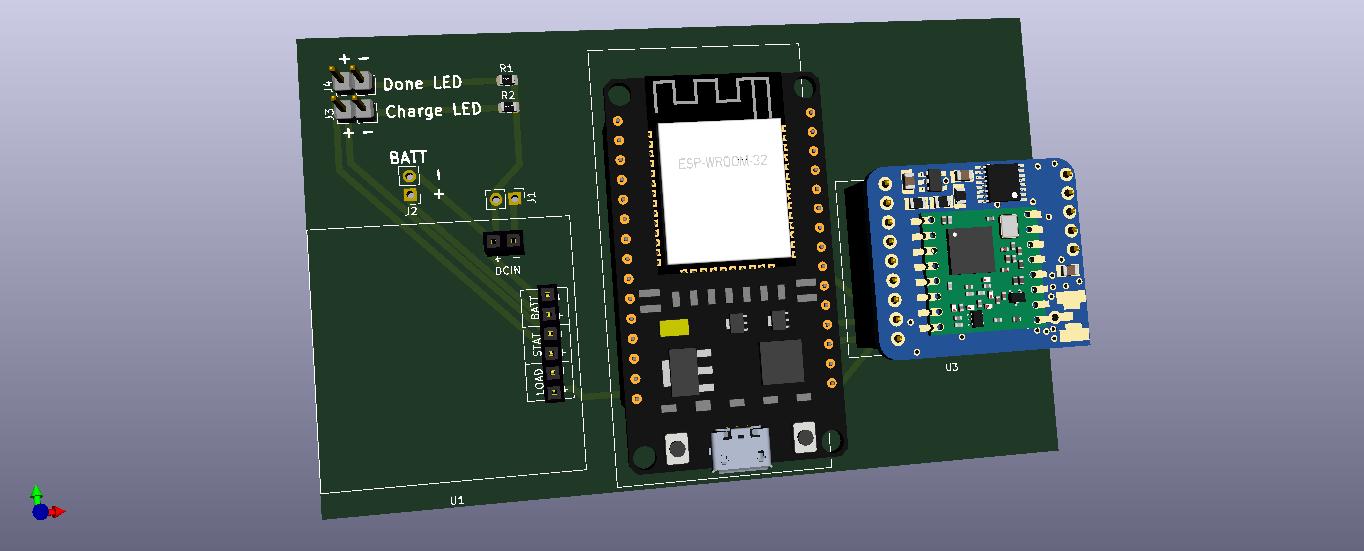 + −
J4
Done LED
R1
J3
Charge LED
R2
+ −
BATT
−
+
J2
J1
+
DCIN
BATT
+
STAT
+
LOAD
+
U1
ESP-WROOM-32
U3